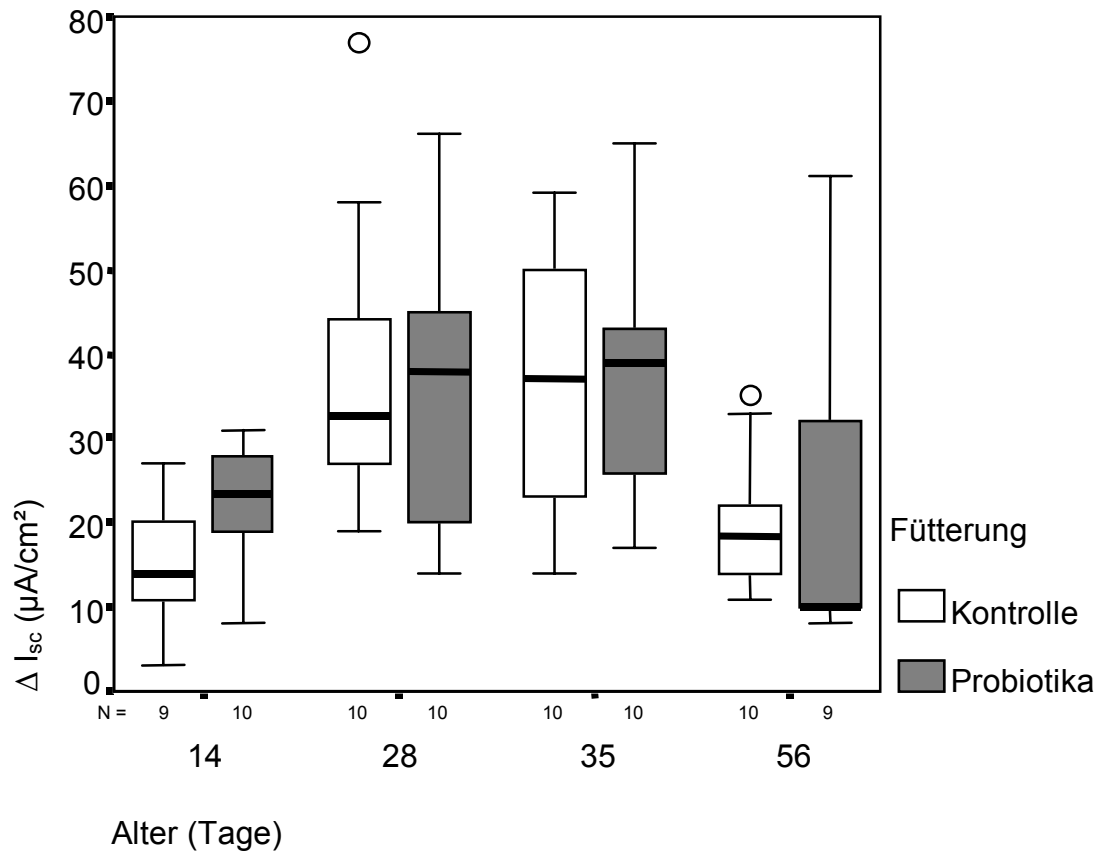 80
70
60
50
40
30
20
10
0
Δ Isc (µA/cm²)
N = 9 10 10 10 10 10 10 9
14 28 35 56
Alter (Tage)
Fütterung
Kontrolle
Probiotika